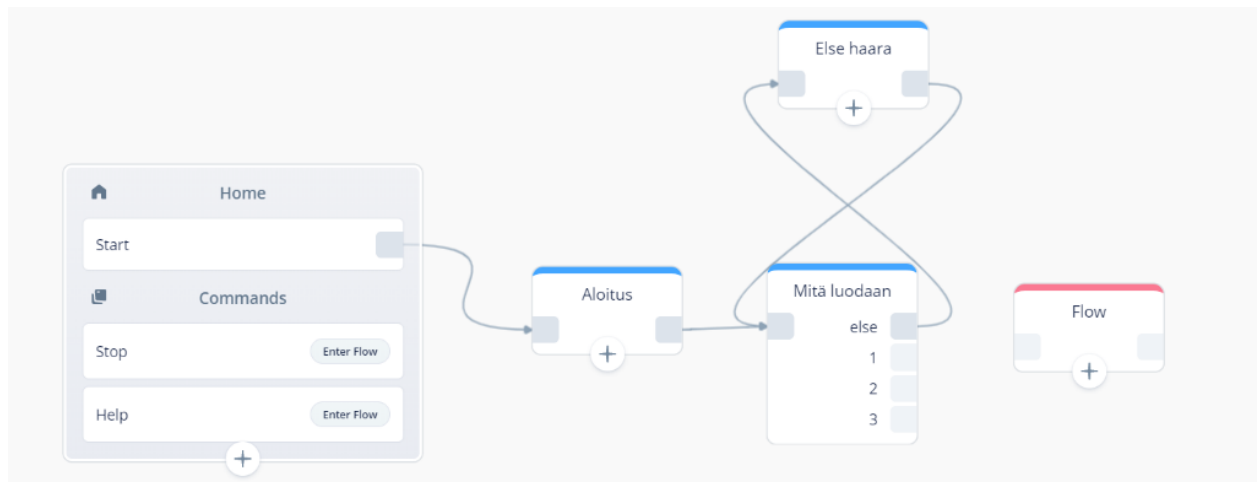 Home
Start
Commands
Stop
Enter Flow
Help
Enter Flow
Aloitus
Else haara
Mitä luodaan
else
1
2
3
Flow